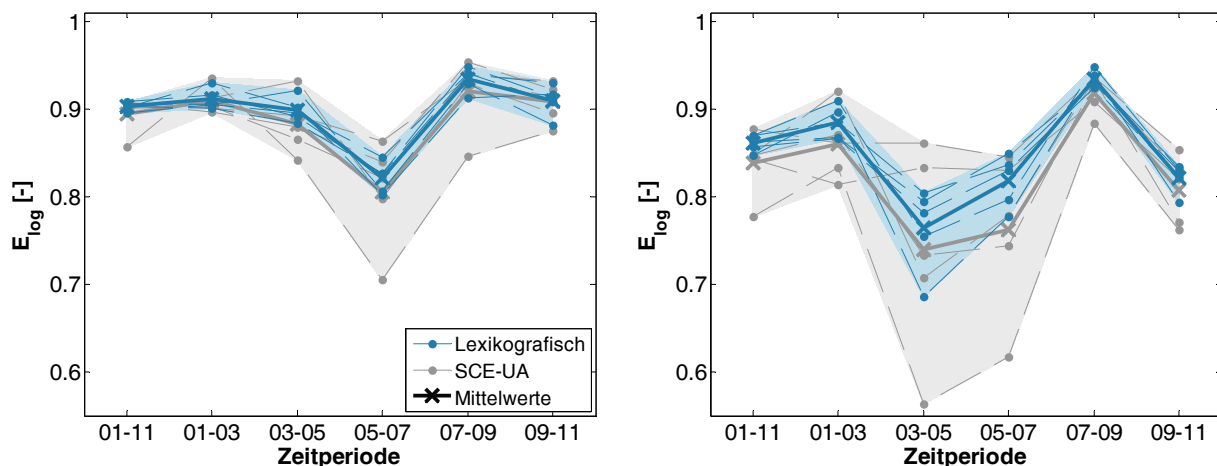 1
0.9
0.8
0.7
0.6
E_log [-]
01-11 01-03 03-05 05-07 07-09 09-11
Zeitperiode
Lexikografisch
SCE-UA
Mittelwerte
1
0.9
0.8
0.7
0.6
E_log [-]
01-11 01-03 03-05 05-07 07-09 09-11
Zeitperiode